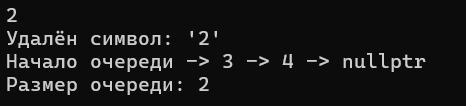 2
Удалён символ: '2'
Начало очереди -> 3 -> 4 -> nullptr
Размер очереди: 2